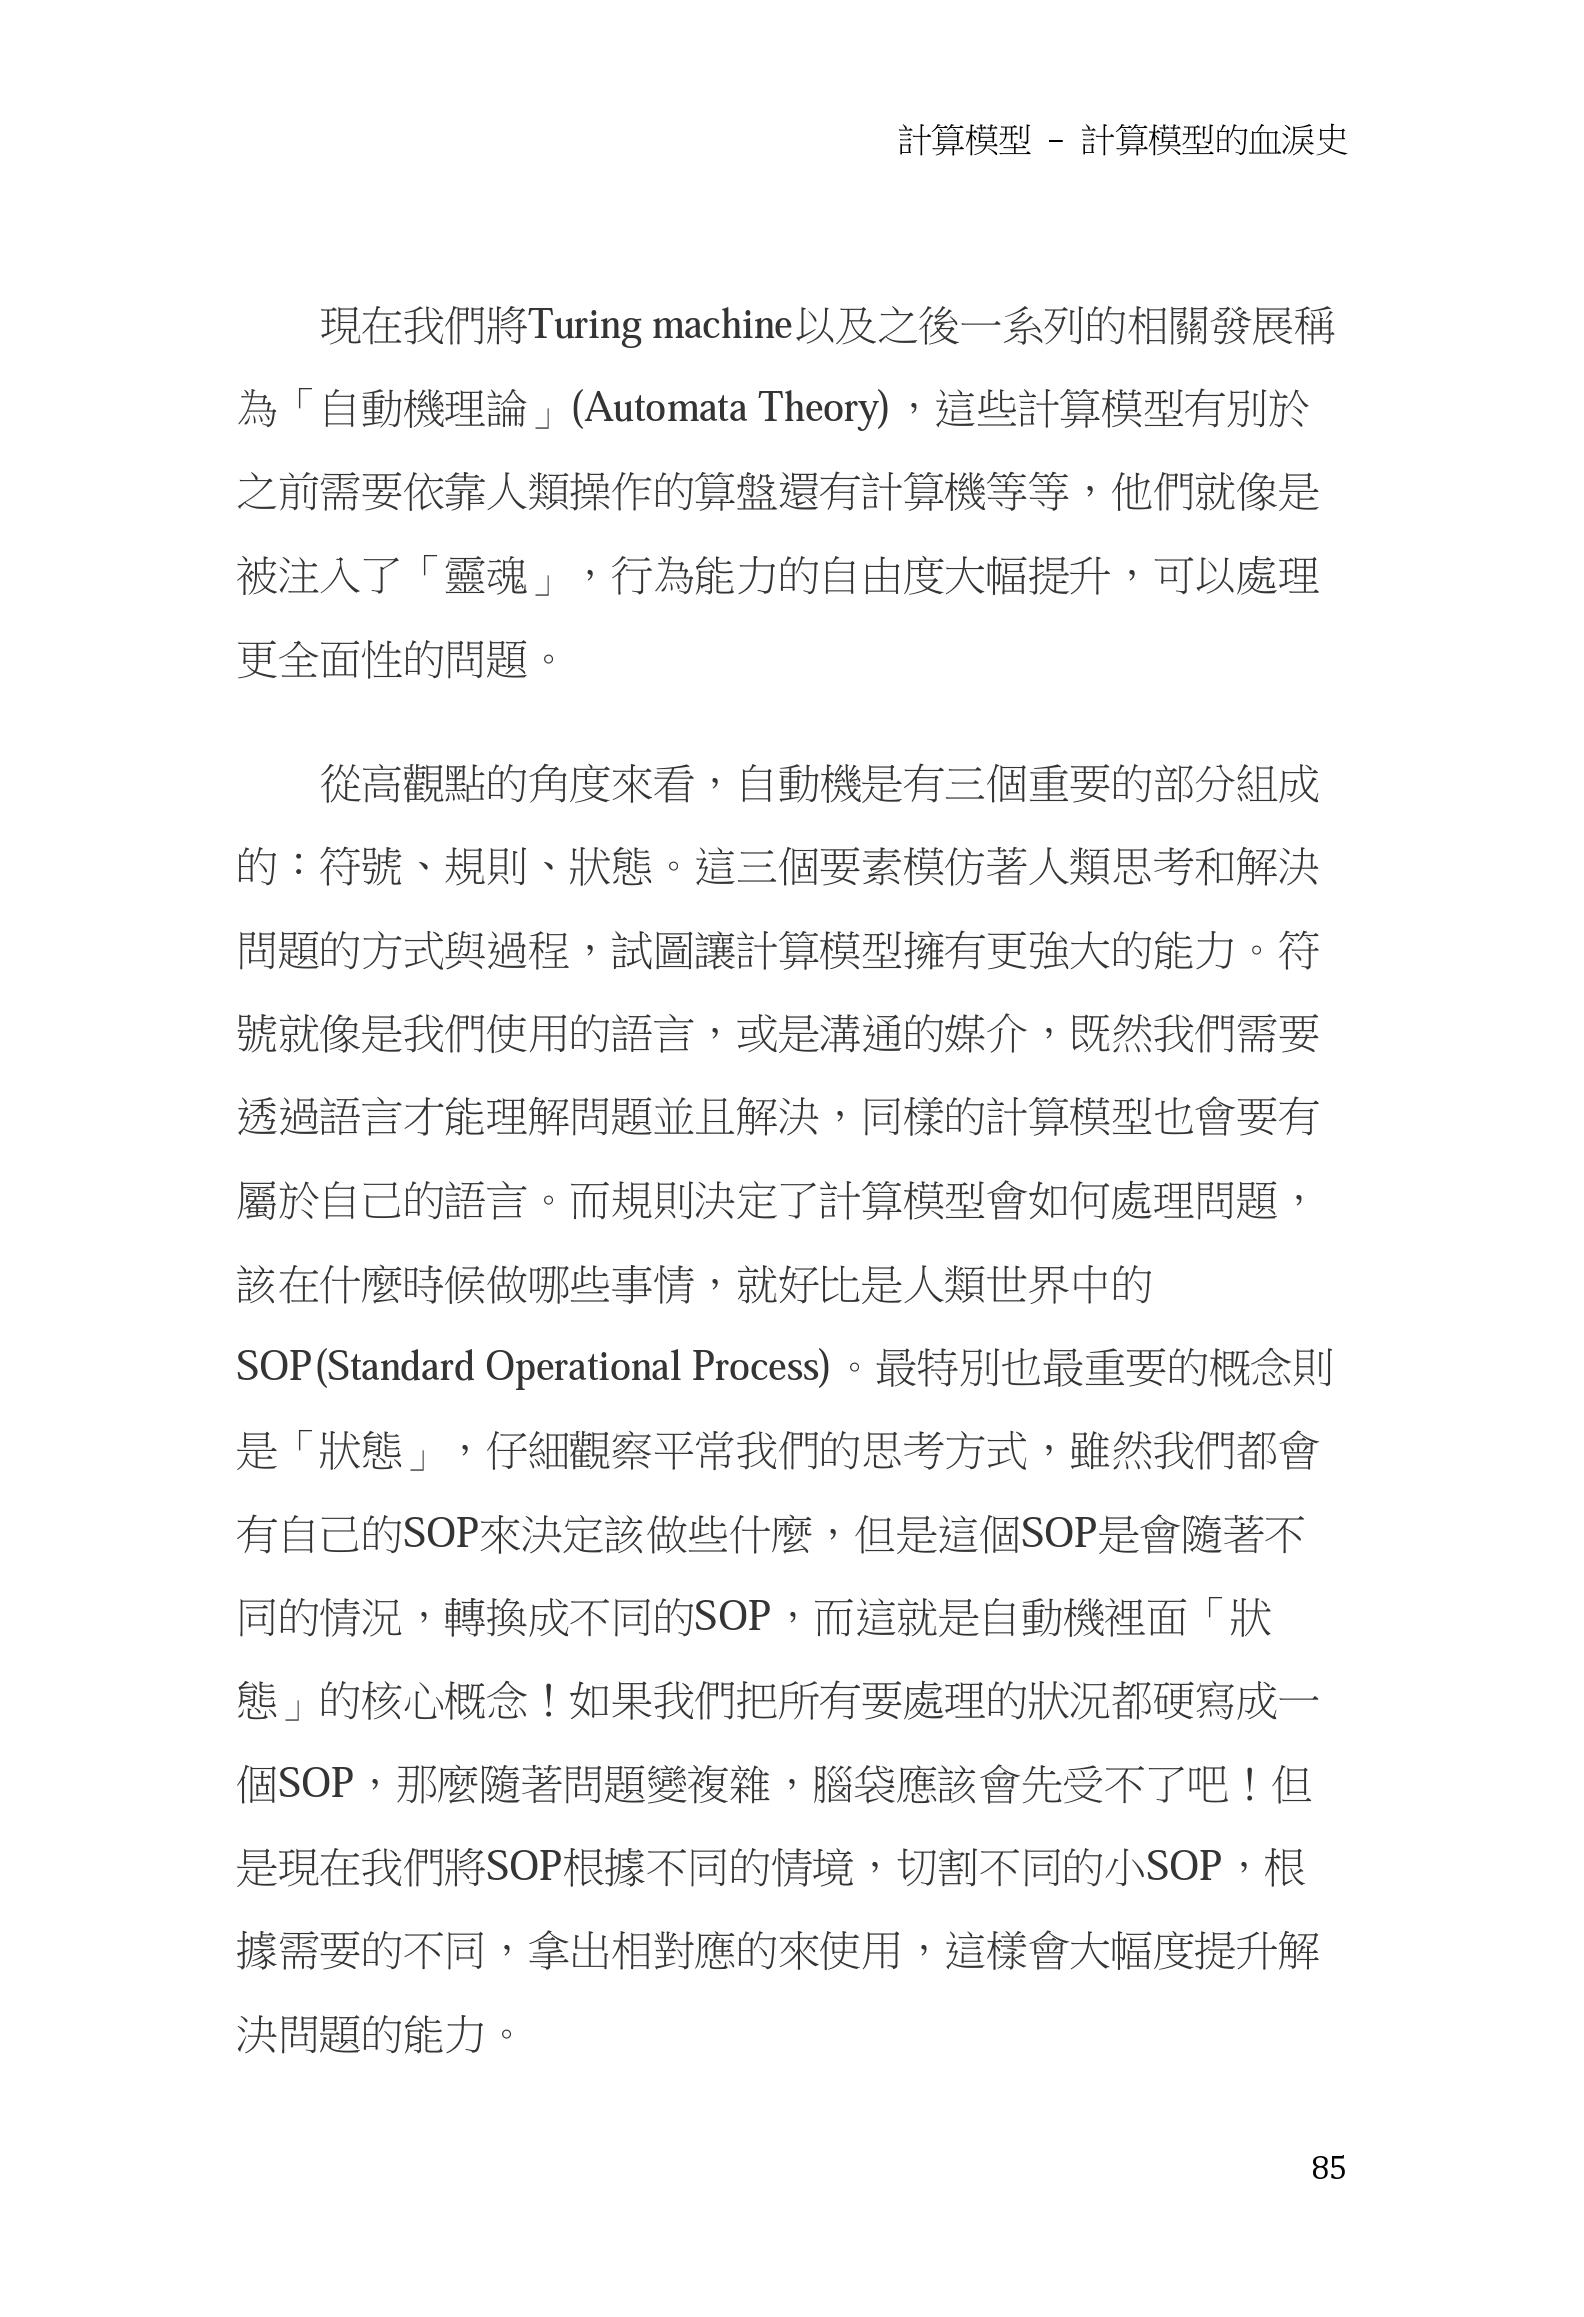 計算模型 – 計算模型的血淚史
現在我們將Turing machine以及之後一系列的相關發展稱
為「自動機理論」(Automata Theory)，這些計算模型有別於
之前需要依靠人類操作的算盤還有計算機等等，他們就像是
被注入了「靈魂」，行為能力的自由度大幅提升，可以處理
更全面性的問題。
從高觀點的角度來看，自動機是有三個重要的部分組成
的：符號、規則、狀態。這三個要素模仿著人類思考和解決
問題的方式與過程，試圖讓計算模型擁有更強大的能力。符
號就像是我們使用的語言，或是溝通的媒介，既然我們需要
透過語言才能理解問題並且解決，同樣的計算模型也會要有
屬於自己的語言。而規則決定了計算模型會如何處理問題，
該在什麼時候做哪些事情，就好比是人類世界中的
SOP(Standard Operational Process)。最特別也最重要的概念則
是「狀態」，仔細觀察平常我們的思考方式，雖然我們都會
有自己的SOP來決定該做些什麼，但是這個SOP是會隨著不
同的情況，轉換成不同的SOP，而這就是自動機裡面「狀
態」的核心概念！如果我們把所有要處理的狀況都硬寫成一
個SOP，那麼隨著問題變複雜，腦袋應該會先受不了吧！但
是現在我們將SOP根據不同的情境，切割不同的小SOP，根
據需要的不同，拿出相對應的來使用，這樣會大幅度提升解
決問題的能力。
85